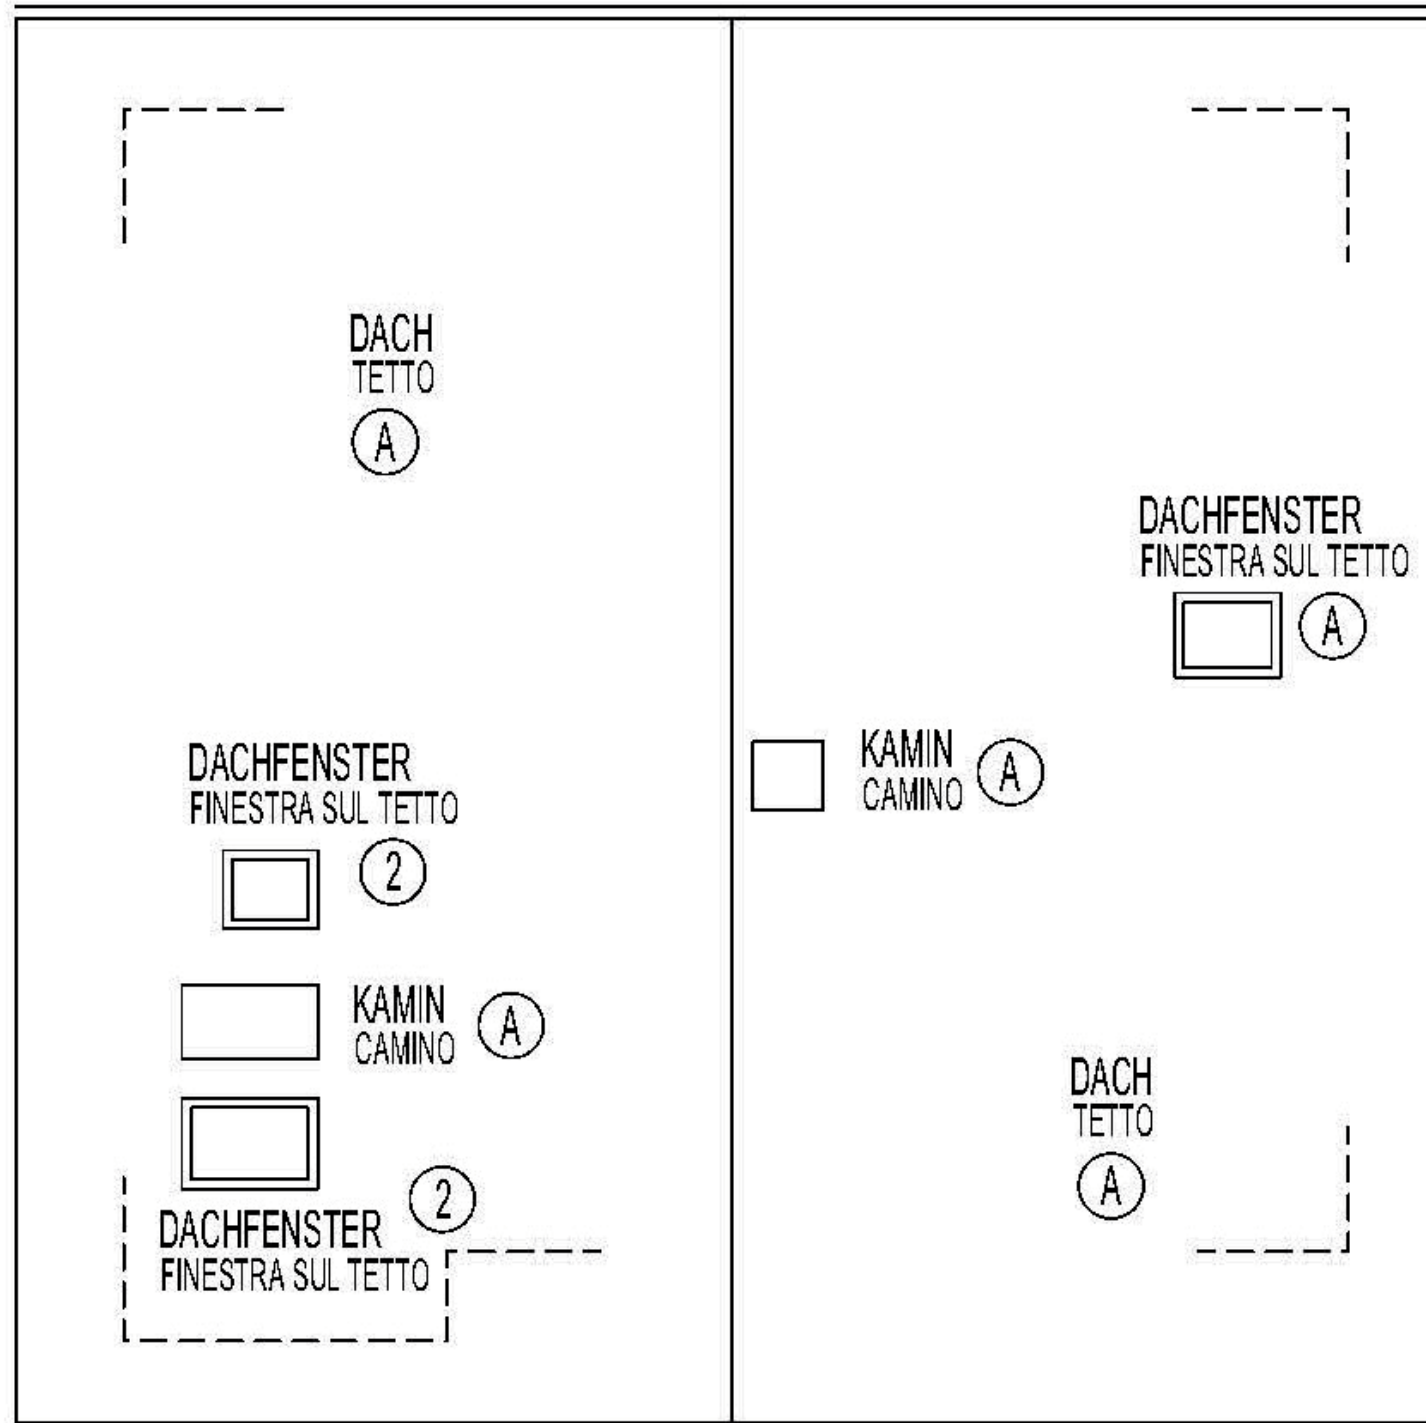 DACH
TETTO
A
DACHFENSTER
FINESTRA SUL TETTO
A
DACHFENSTER
FINESTRA SUL TETTO
2
KAMIN
CAMINO
A
KAMIN
CAMINO
A
DACH
TETTO
A
2
DACHFENSTER
FINESTRA SUL TETTO